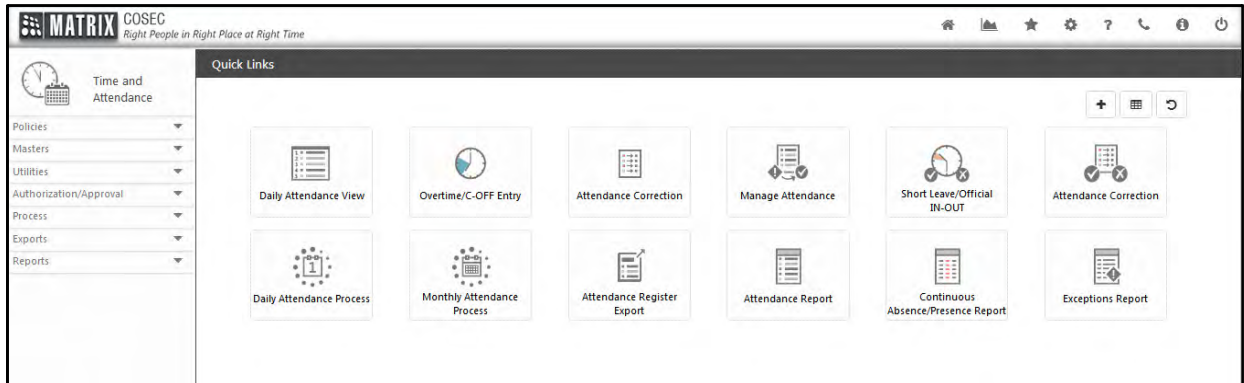 MATRIX COSEC
Right People in Right Place at Right Time
Time and
Attendance
Policies
Masters
Utilities
Authorization/Approval
Process
Exports
Reports
Quick Links
Daily Attendance View
Overtime/C-OFF Entry
Attendance Correction
Manage Attendance
Short Leave/Official
IN-OUT
Attendance Correction
Daily Attendance Process
Monthly Attendance
Process
Attendance Register
Export
Attendance Report
Continuous
Absence/Presence Report
Exceptions Report